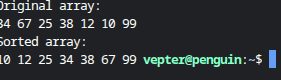 Original array:
34 67 25 38 12 10 99
Sorted array:
10 12 25 34 38 67 99 vepter@penguin:~$